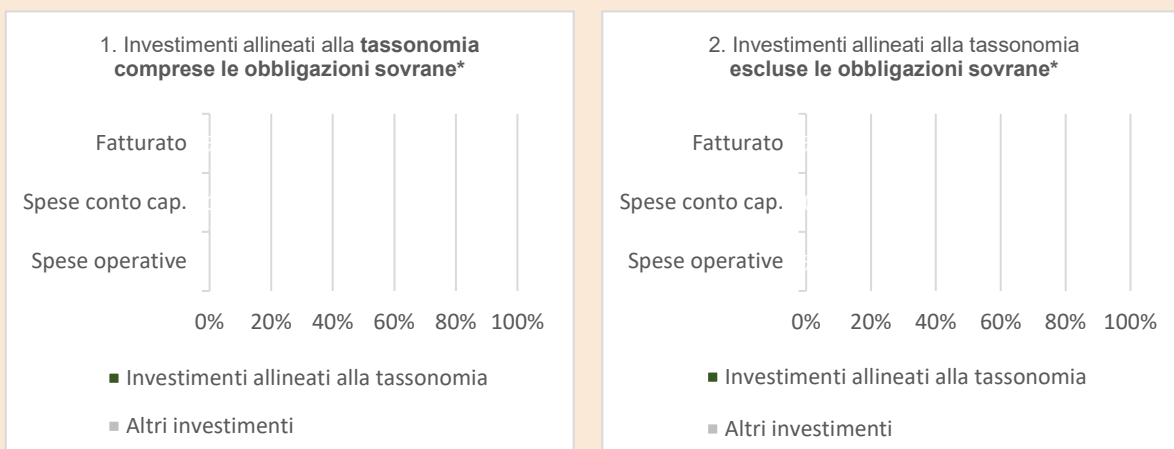 1. Investimenti allineati alla tassonomia
comprese le obbligazioni sovrane*
Fatturato
Spese conto cap.
Spese operative
0% 20% 40% 60% 80% 100%
Investimenti allineati alla tassonomia
Altri investimenti
2. Investimenti allineati alla tassonomia
escluse le obbligazioni sovrane*
Fatturato
Spese conto cap.
Spese operative
0% 20% 40% 60% 80% 100%
Investimenti allineati alla tassonomia
Altri investimenti